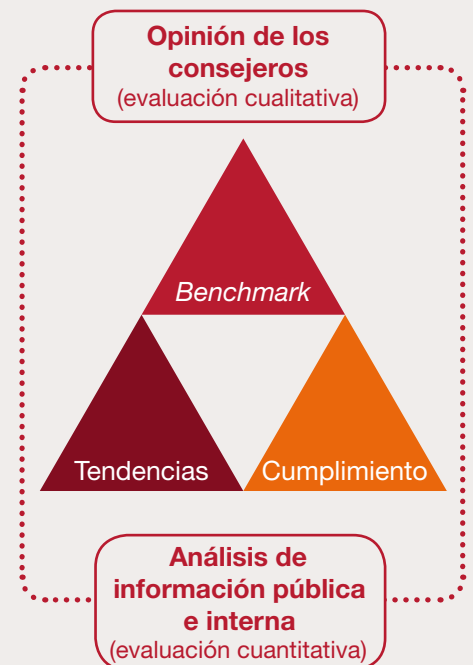 Opinión de los
consejeros
(evaluación cualitativa)
Benchmark
Tendencias
Cumplimiento
Análisis de
información pública
e interna
(evaluación cuantitativa)